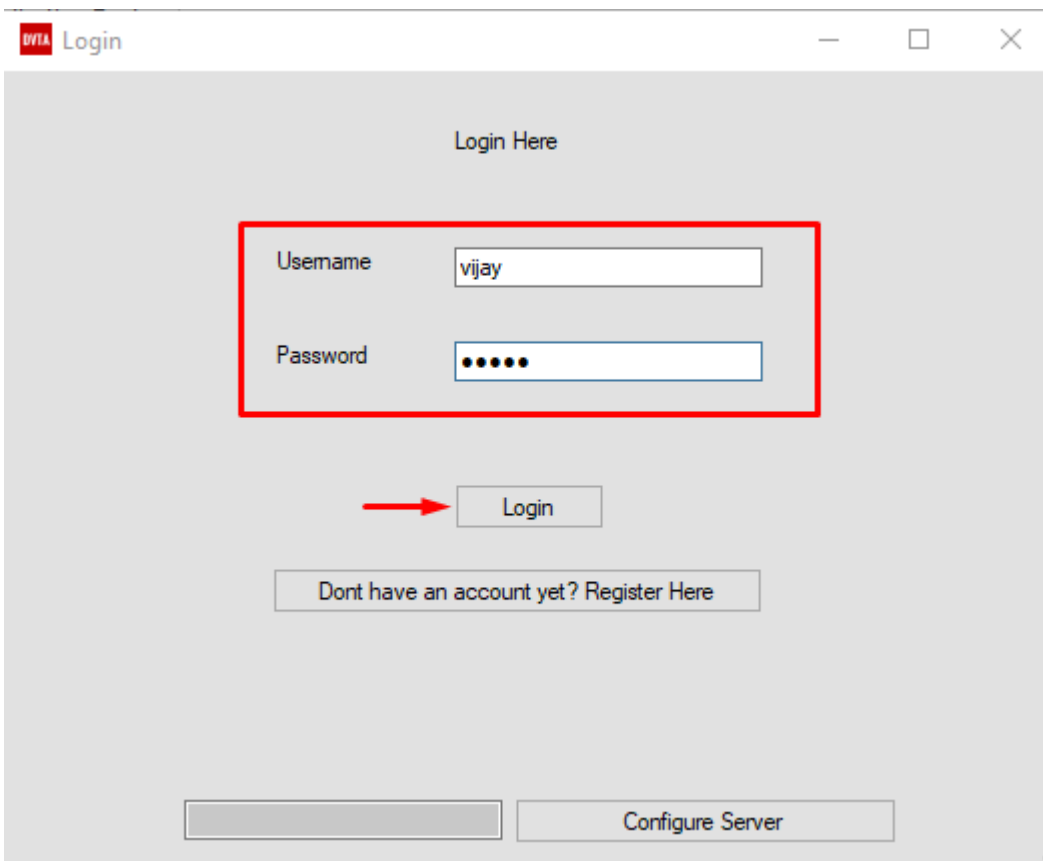 DVTA Login
Login Here
Username vijay
Password •••••
Login
Dont have an account yet? Register Here
Configure Server